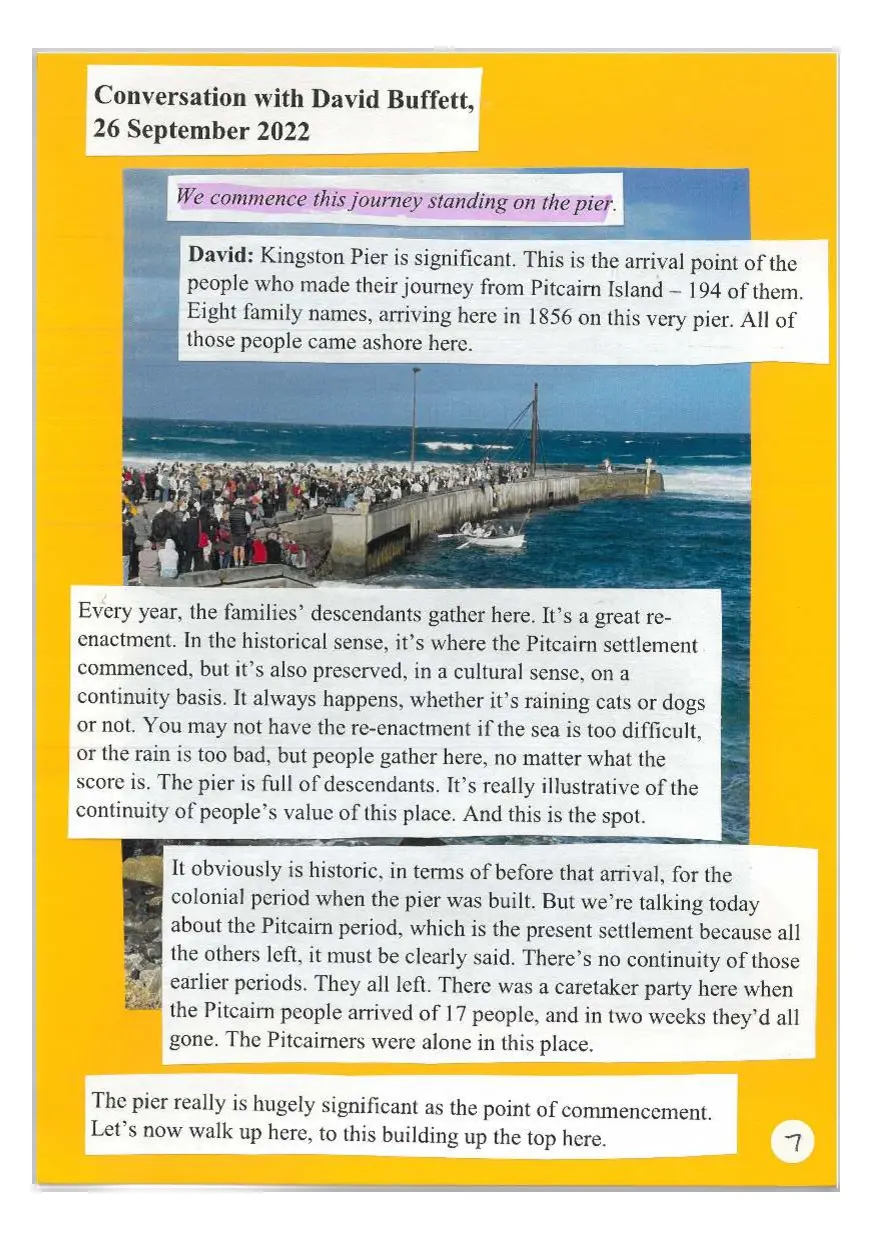 Conversation with David Buffett,
26 September 2022
We commence this journey standing on the pier.
David: Kingston Pier is significant. This is the arrival point of the
people who made their journey from Pitcairn Island – 194 of them.
Eight family names, arriving here in 1856 on this very pier. All of
those people came ashore here.
Every year, the families’ descendants gather here. It’s a great re-
enactment. In the historical sense, it’s where the Pitcairn settlement
commenced, but it’s also preserved, in a cultural sense, on a
continuity basis. It always happens, whether it’s raining cats or dogs
or not. You may not have the re-enactment if the sea is too difficult,
or the rain is too bad, but people gather here, no matter what the
score is. The pier is full of descendants. It’s really illustrative of the
continuity of people’s value of this place. And this is the spot.
It obviously is historic, in terms of before that arrival, for the
colonial period when the pier was built. But we’re talking today
about the Pitcairn period, which is the present settlement because all
the others left, it must be clearly said. There’s no continuity of those
earlier periods. They all left. There was a caretaker party here when
the Pitcairn people arrived of 17 people, and in two weeks they’d all
gone. The Pitcairners were alone in this place.
The pier really is hugely significant as the point of commencement.
Let’s now walk up here, to this building up the top here.
7